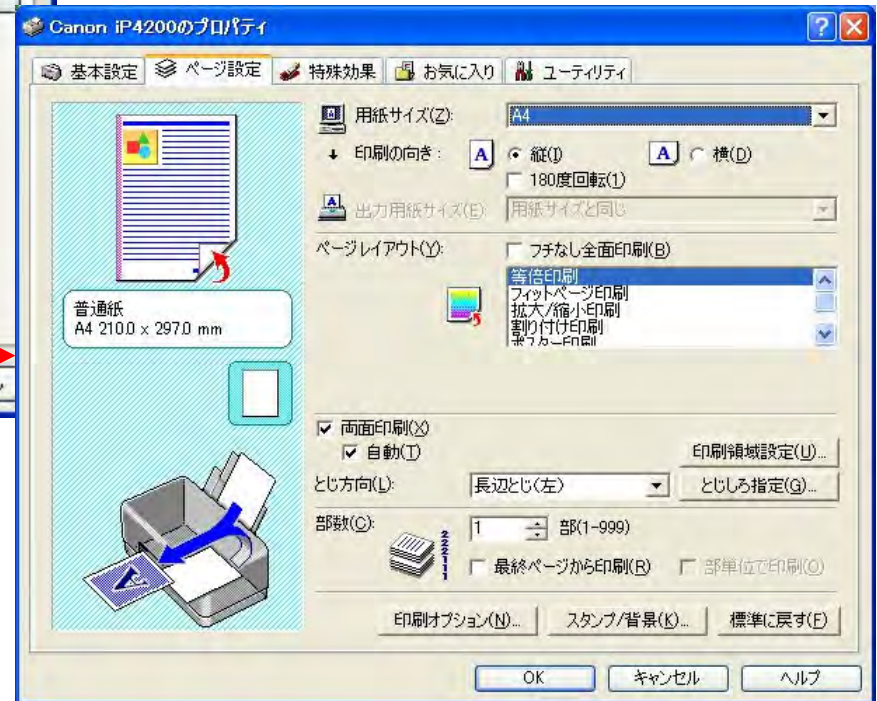 Canon iP4200のプロパティ
基本設定 ページ設定 特殊効果 お気に入り ユーティリティ
用紙サイズ(Z): A4
印刷の向き: A 縦(I) A 横(D)
180度回転(1)
出力用紙サイズ(E): 用紙サイズと同じ
ページレイアウト(Y): フチなし全面印刷(B)
等倍印刷
フィットページ印刷
拡大/縮小印刷
割り付け印刷
ポスター印刷
普通紙
A4 210.0 x 297.0 mm
両面印刷(X)
自動(T) 印刷領域設定(U)...
とじ方向(L): 長辺とじ(左) とじしろ指定(G)...
部数(C): 1 部(1-999)
222111
最終ページから印刷(R) 部単位で印刷(O)
印刷オプション(N)... スタンプ/背景(K)... 標準に戻す(F)
OK キャンセル ヘルプ